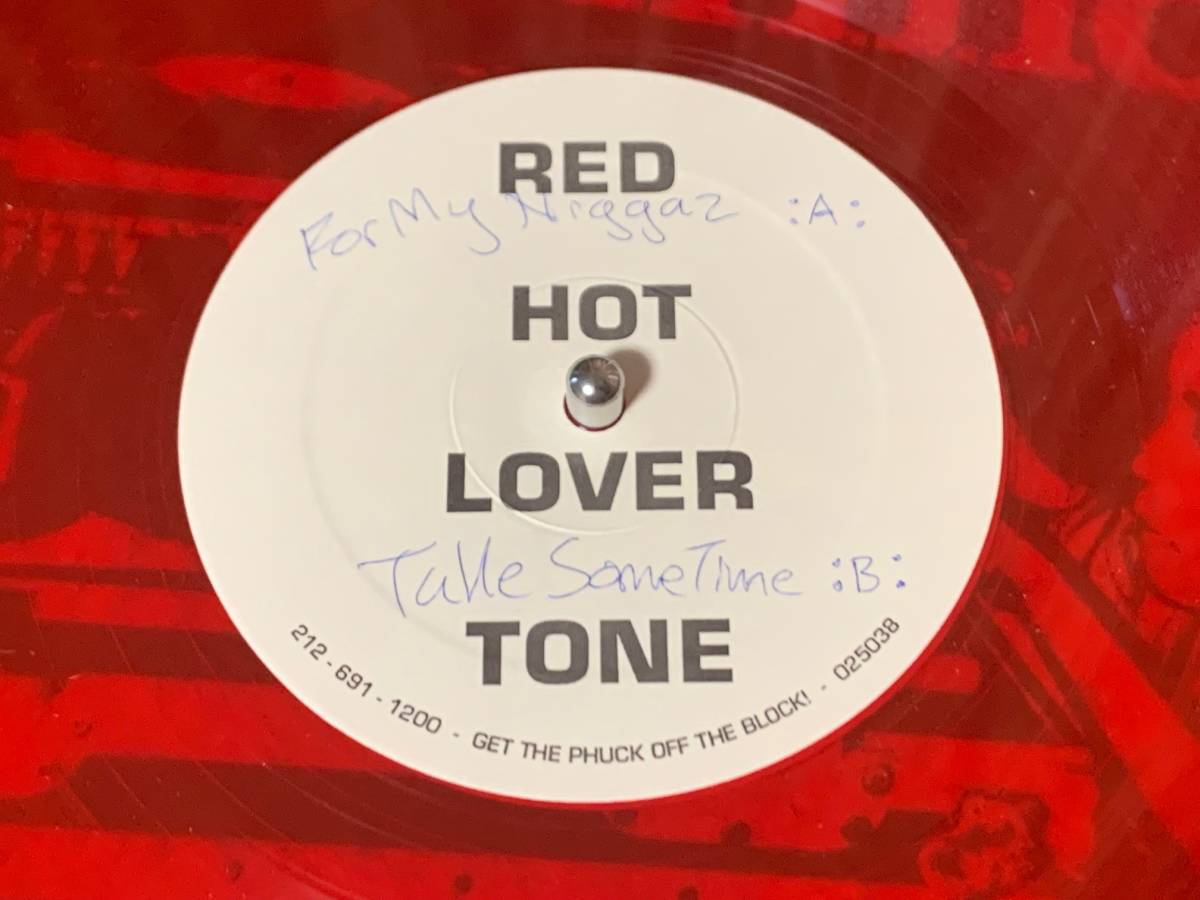 RED
For My Niggaz :A:
HOT
LOVER
Take Some Time :B:
TONE
212-691-1200 - GET THE PHUCK OFF THE BLOCK! - 025038